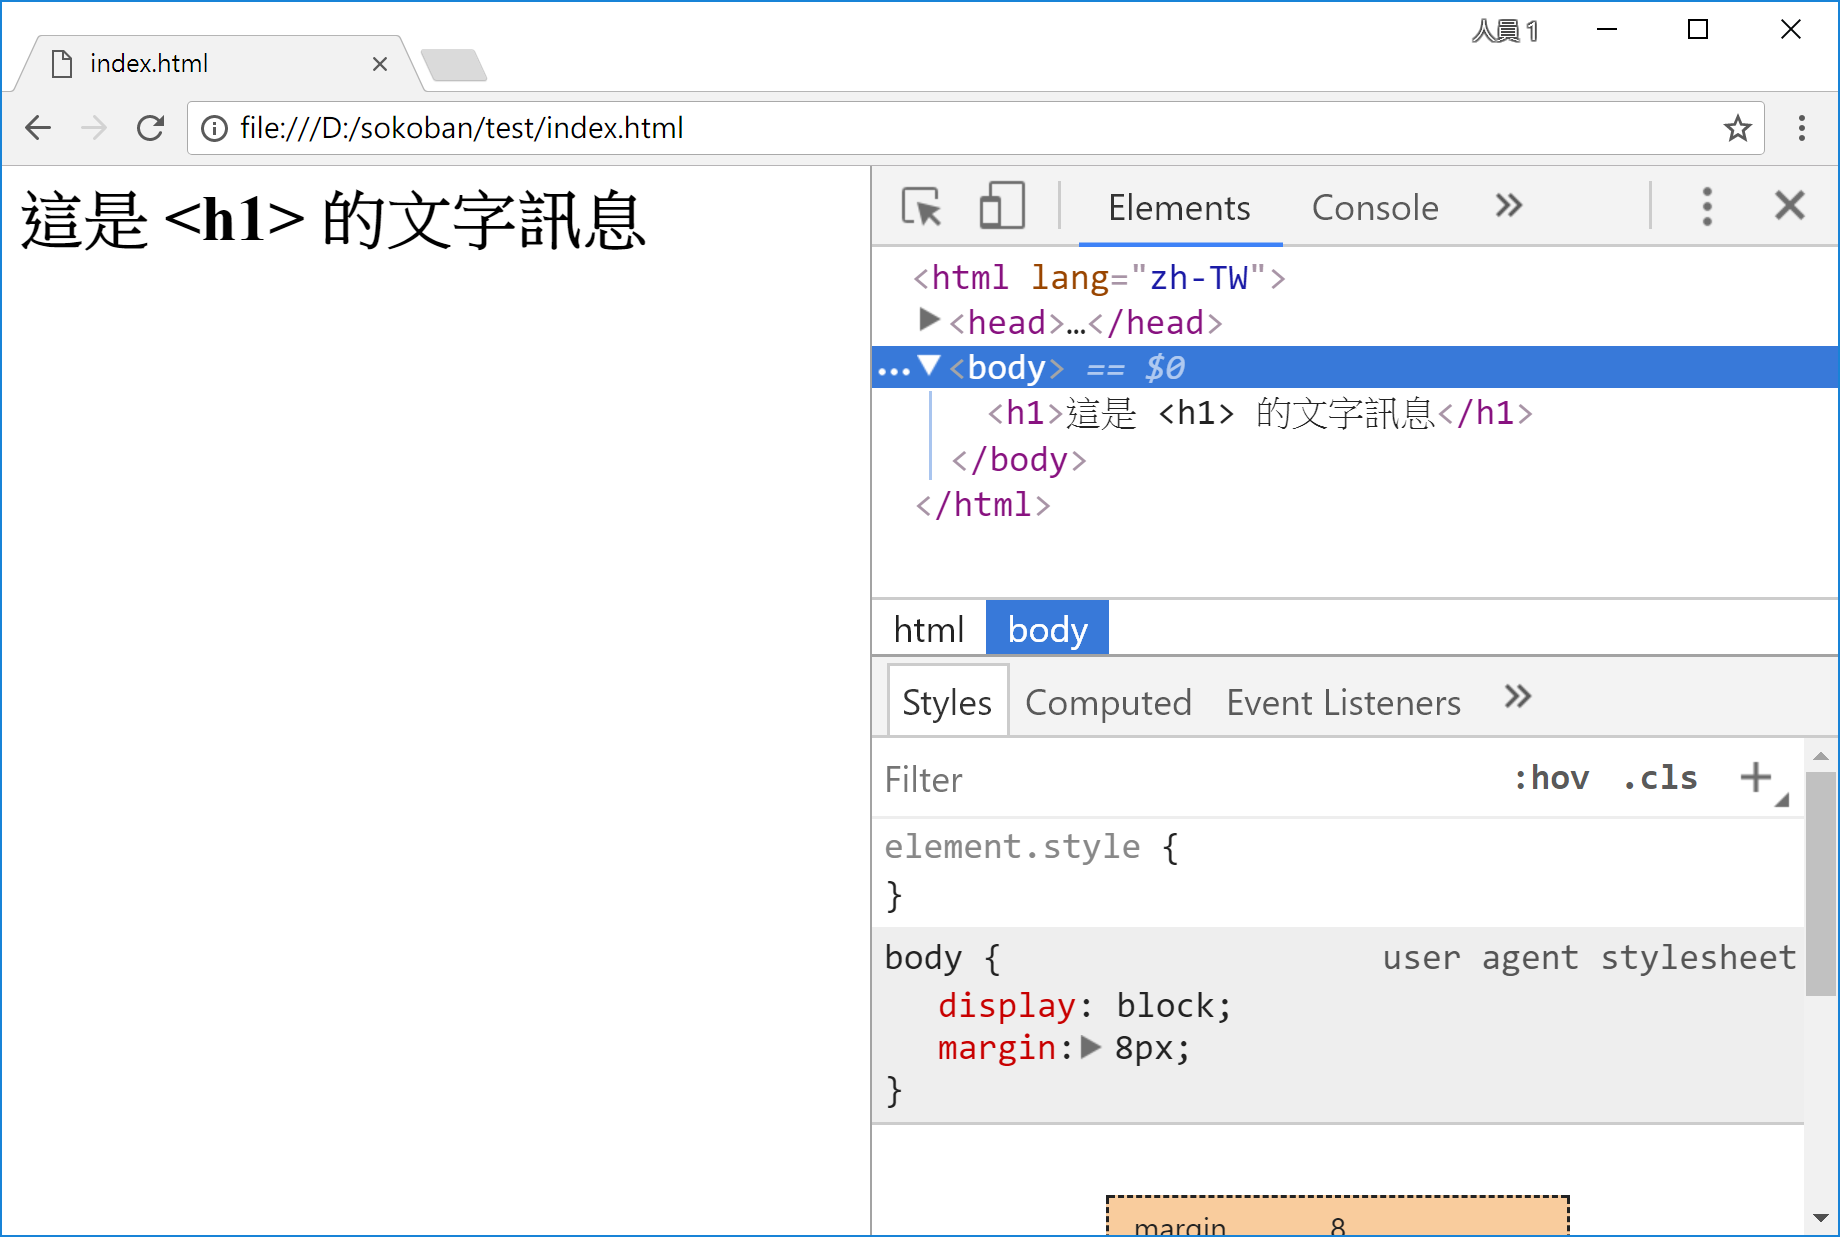 人員 1
index.html
file:///D:/sokoban/test/index.html
這是 <h1> 的文字訊息
Elements Console »
<html lang="zh-TW">
<head>…</head>
… <body> == $0
<h1>這是 <h1> 的文字訊息</h1>
</body>
</html>
html body
Styles Computed Event Listeners »
Filter :hov .cls +
element.style {
}
body { user agent stylesheet
display: block;
margin: 8px;
}
margin 8